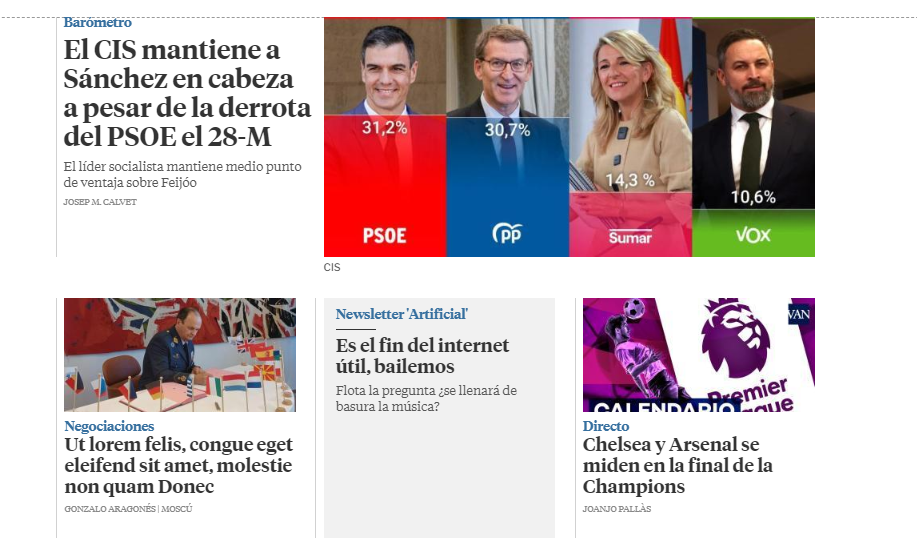 Barómetro
El CIS mantiene a
Sánchez en cabeza
a pesar de la derrota
del PSOE el 28-M
El líder socialista mantiene medio punto
de ventaja sobre Feijóo
JOSEP M. CALVET
31,2%
30,7%
14,3 %
10,6%
PSOE
PP
Sumar
VOX
CIS
Negociaciones
Ut lorem felis, congue eget
eleifend sit amet, molestie
non quam Donec
GONZALO ARAGONÉS | MOSCÚ
Newsletter 'Artificial'
Es el fin del internet
útil, bailemos
Flota la pregunta ¿se llenará de
basura la música?
VAN
Premier
ague
CALENDARIO
Directo
Chelsea y Arsenal se
miden en la final de la
Champions
JOANJO PALLÀS